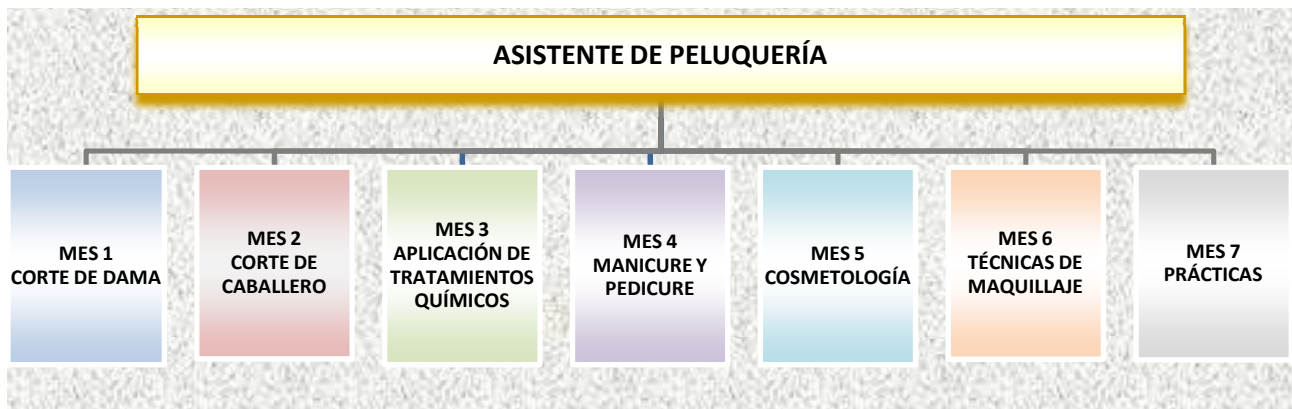 ASISTENTE DE PELUQUERÍA
MES 1
CORTE DE DAMA
MES 2
CORTE DE
CABALLERO
MES 3
APLICACIÓN DE
TRATAMIENTOS
QUÍMICOS
MES 4
MANICURE Y
PEDICURE
MES 5
COSMETOLOGÍA
MES 6
TÉCNICAS DE
MAQUILLAJE
MES 7
PRÁCTICAS